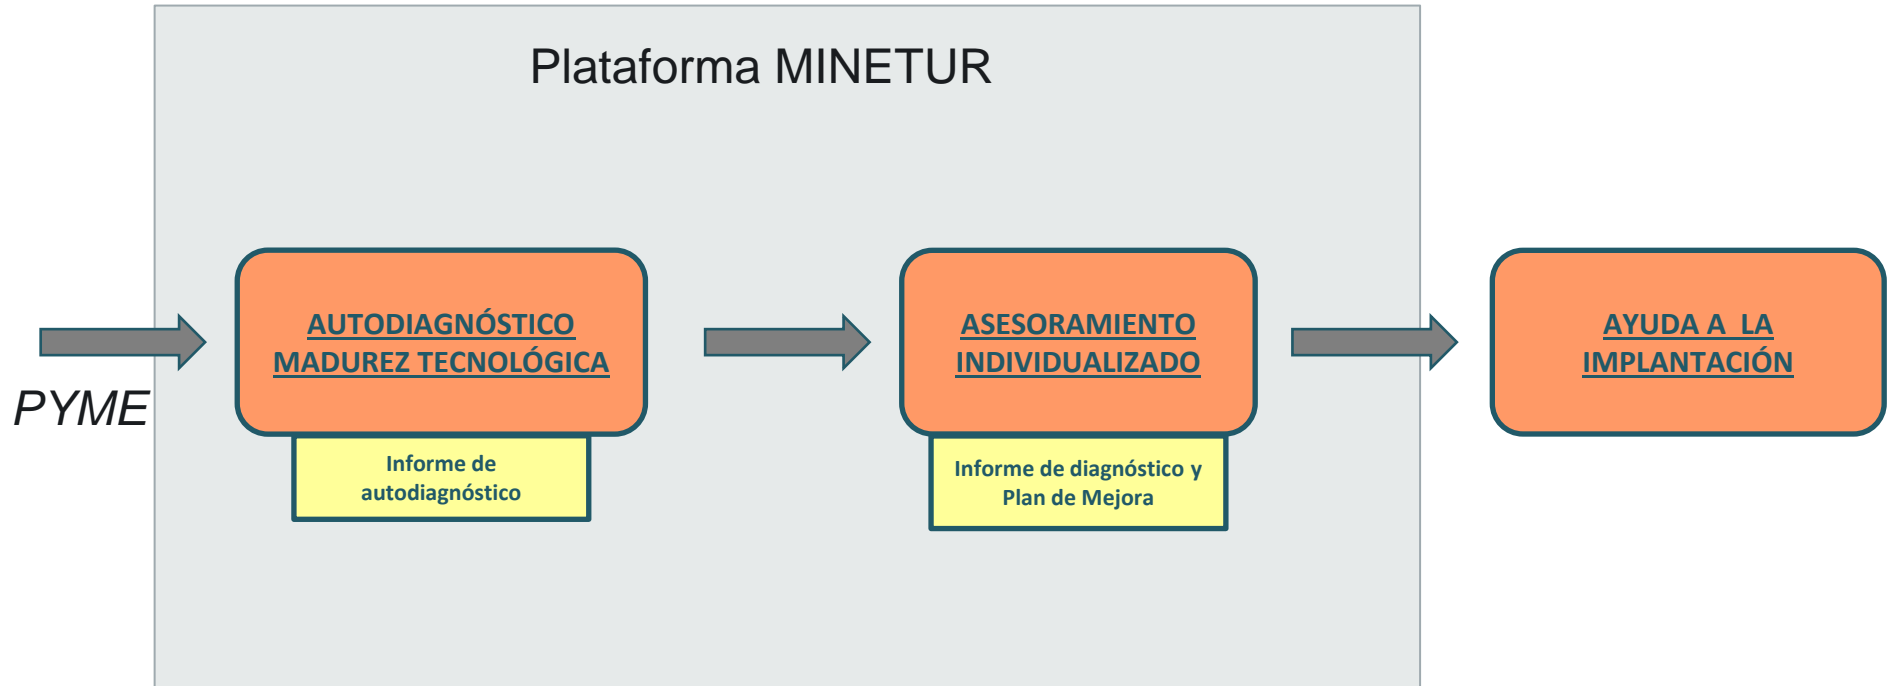 Plataforma MINETUR
PYME
AUTODIAGNÓSTICO
MADUREZ TECNOLÓGICA
Informe de
autodiagnóstico
ASESORAMIENTO
INDIVIDUALIZADO
Informe de diagnóstico y
Plan de Mejora
AYUDA A  LA
IMPLANTACIÓN